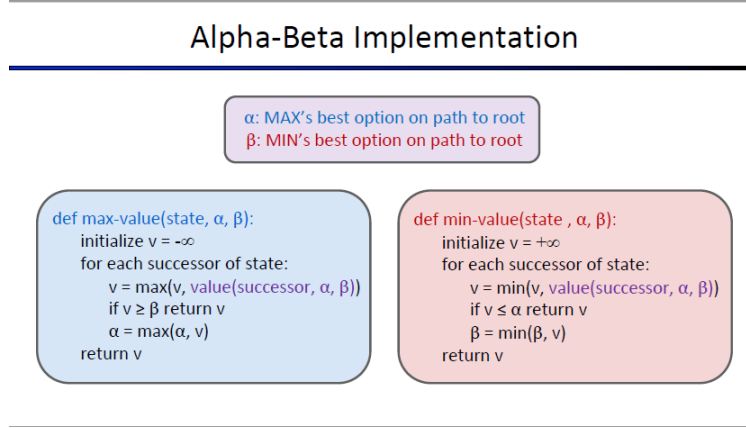 Alpha-Beta Implementation
α: MAX's best option on path to root
β: MIN's best option on path to root
def max-value(state, α, β):
initialize v = -∞
for each successor of state:
v = max(v, value(successor, α, β))
if v ≥ β return v
α = max(α, v)
return v
def min-value(state , α, β):
initialize v = +∞
for each successor of state:
v = min(v, value(successor, α, β))
if v ≤ α return v
β = min(β, v)
return v